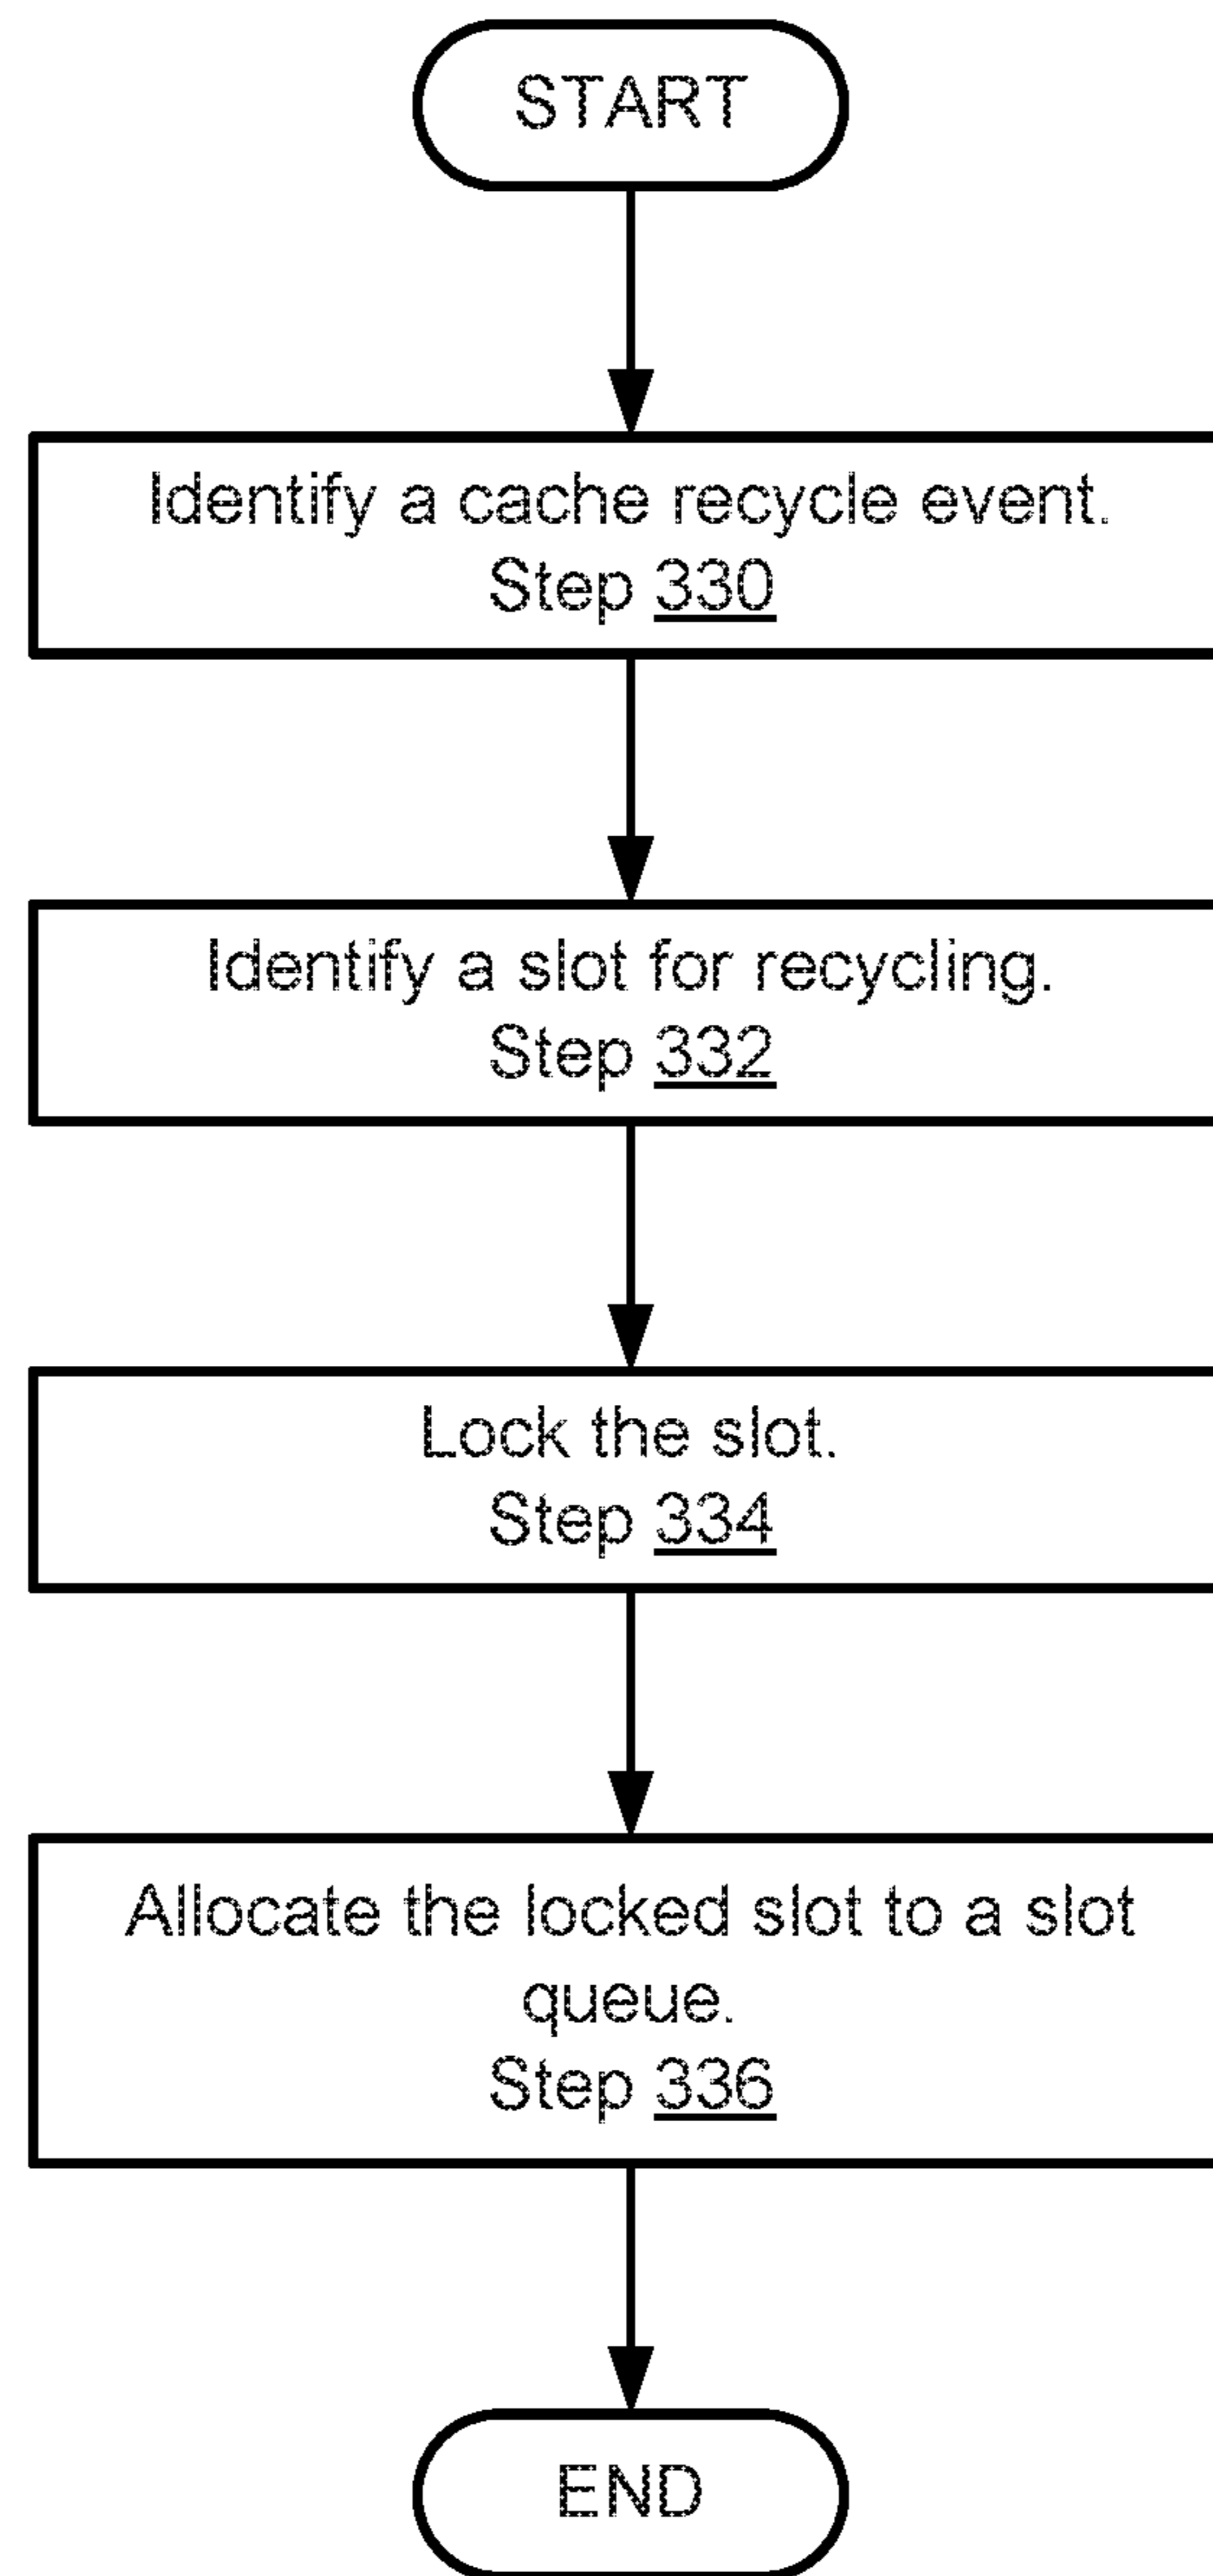 START
Identify a cache recycle event.
Step 330
Identify a slot for recycling.
Step 332
Lock the slot.
Step 334
Allocate the locked slot to a slot
queue.
Step 336
END